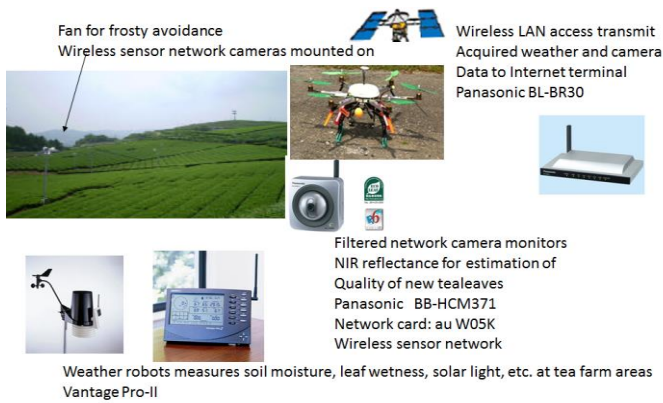 Fan for frosty avoidance
Wireless sensor network cameras mounted on
Wireless LAN access transmit
Acquired weather and camera
Data to Internet terminal
Panasonic BL-BR30
Filtered network camera monitors
NIR reflectance for estimation of
Quality of new tealeaves
Panasonic BB-HCM371
Network card: au W05K
Wireless sensor network
Weather robots measures soil moisture, leaf wetness, solar light, etc. at tea farm areas
Vantage Pro-II